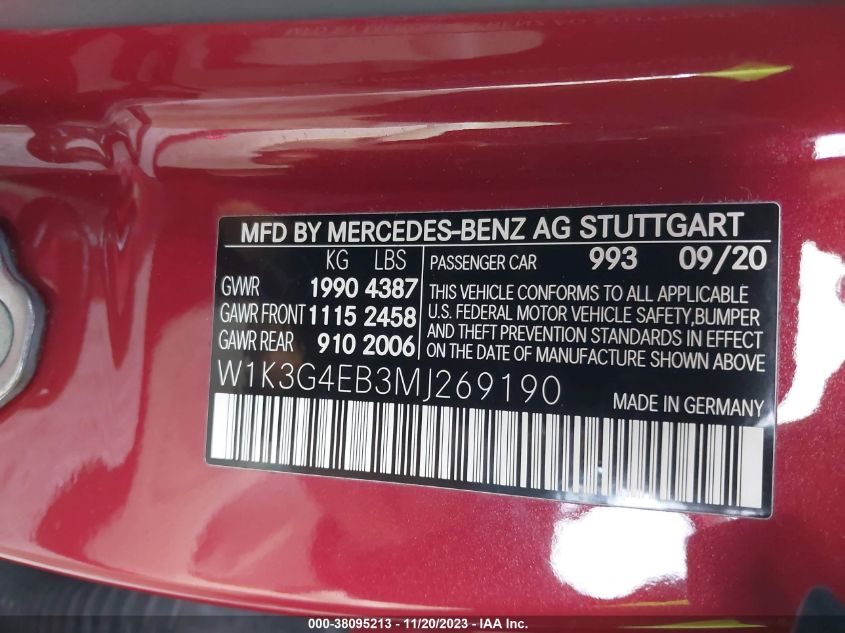 MFD BY MERCEDES-BENZ AG STUTTGART
KG LBS
GVWR 1990 4387
GAWR FRONT 1115 2458
GAWR REAR 910 2006
PASSENGER CAR 993 09/20
THIS VEHICLE CONFORMS TO ALL APPLICABLE
U.S. FEDERAL MOTOR VEHICLE SAFETY,BUMPER
AND THEFT PREVENTION STANDARDS IN EFFECT
ON THE DATE OF MANUFACTURE SHOWN ABOVE
W1K3G4EB3MJ269190
MADE IN GERMANY
000-38095213 - 11/20/2023 - IAA Inc.